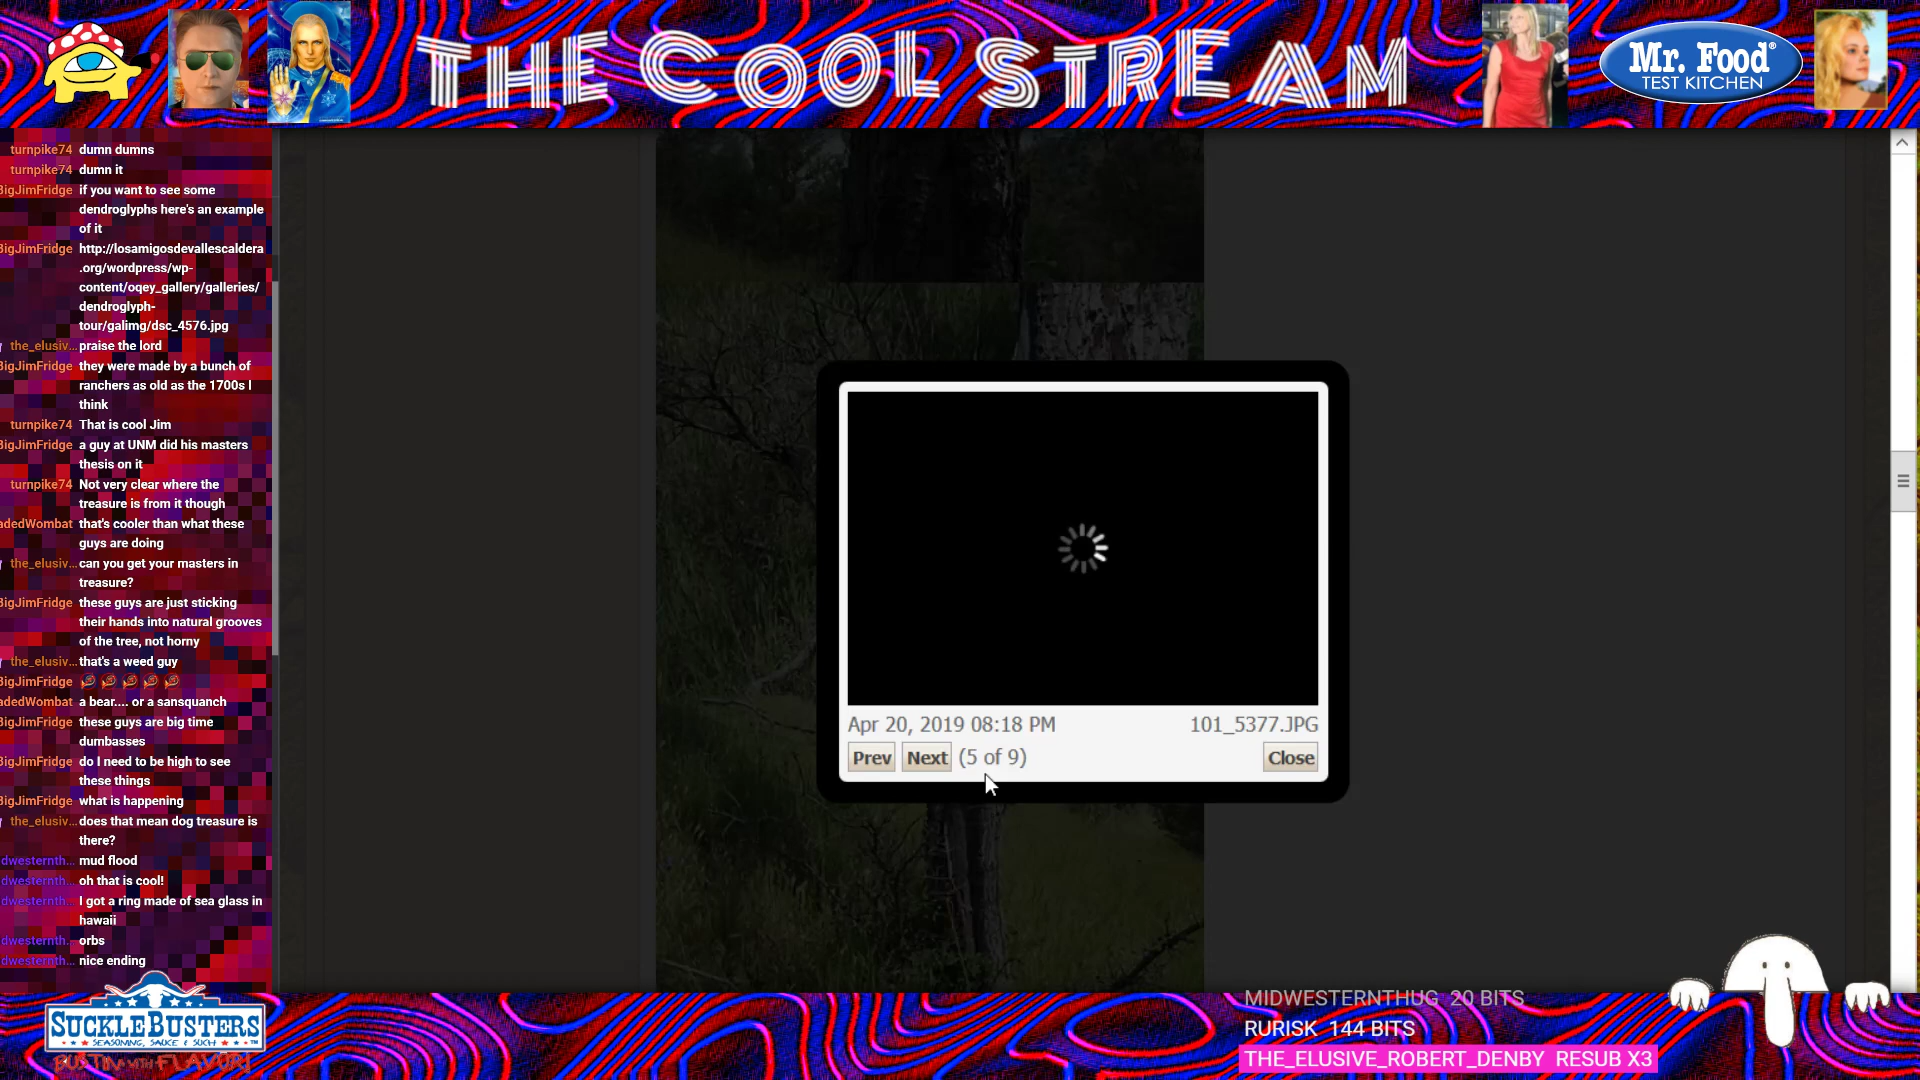 THE COOL STREAM
Mr. Food®
TEST KITCHEN
turnpike74 dumn dumns
turnpike74 dumn it
BigJimFridge if you want to see some
dendroglyphs here's an example
of it
BigJimFridge http://losamigosdevallescaldera
.org/wordpress/wp-
content/oqey_gallery/galleries/
dendroglyph-
tour/galimg/dsc_4576.jpg
the_elusiv... praise the lord
BigJimFridge they were made by a bunch of
ranchers as old as the 1700s I
think
turnpike74 That is cool Jim
BigJimFridge a guy at UNM did his masters
thesis on it
turnpike74 Not very clear where the
treasure is from it though
adedWombat that's cooler than what these
guys are doing
the_elusiv... can you get your masters in
treasure?
BigJimFridge these guys are just sticking
their hands into natural grooves
of the tree, not horny
the_elusiv... that's a weed guy
BigJimFridge
adedWombat a bear.... or a sansquanch
BigJimFridge these guys are big time
dumbasses
BigJimFridge do I need to be high to see
these things
BigJimFridge what is happening
the_elusiv... does that mean dog treasure is
there?
dwesternth... mud flood
dwesternth... oh that is cool!
dwesternth... I got a ring made of sea glass in
hawaii
dwesternth... orbs
dwesternth... nice ending
Apr 20, 2019 08:18 PM 101_5377.JPG
Prev Next (5 of 9) Close
SUCKLEBUSTERS
SEASONING, SAUCE & SUCH
BUSTIN WITH FLAVOR!
MIDWESTERNTHUG 20 BITS
RURISK 144 BITS
THE_ELUSIVE_ROBERT_DENBY RESUB X3